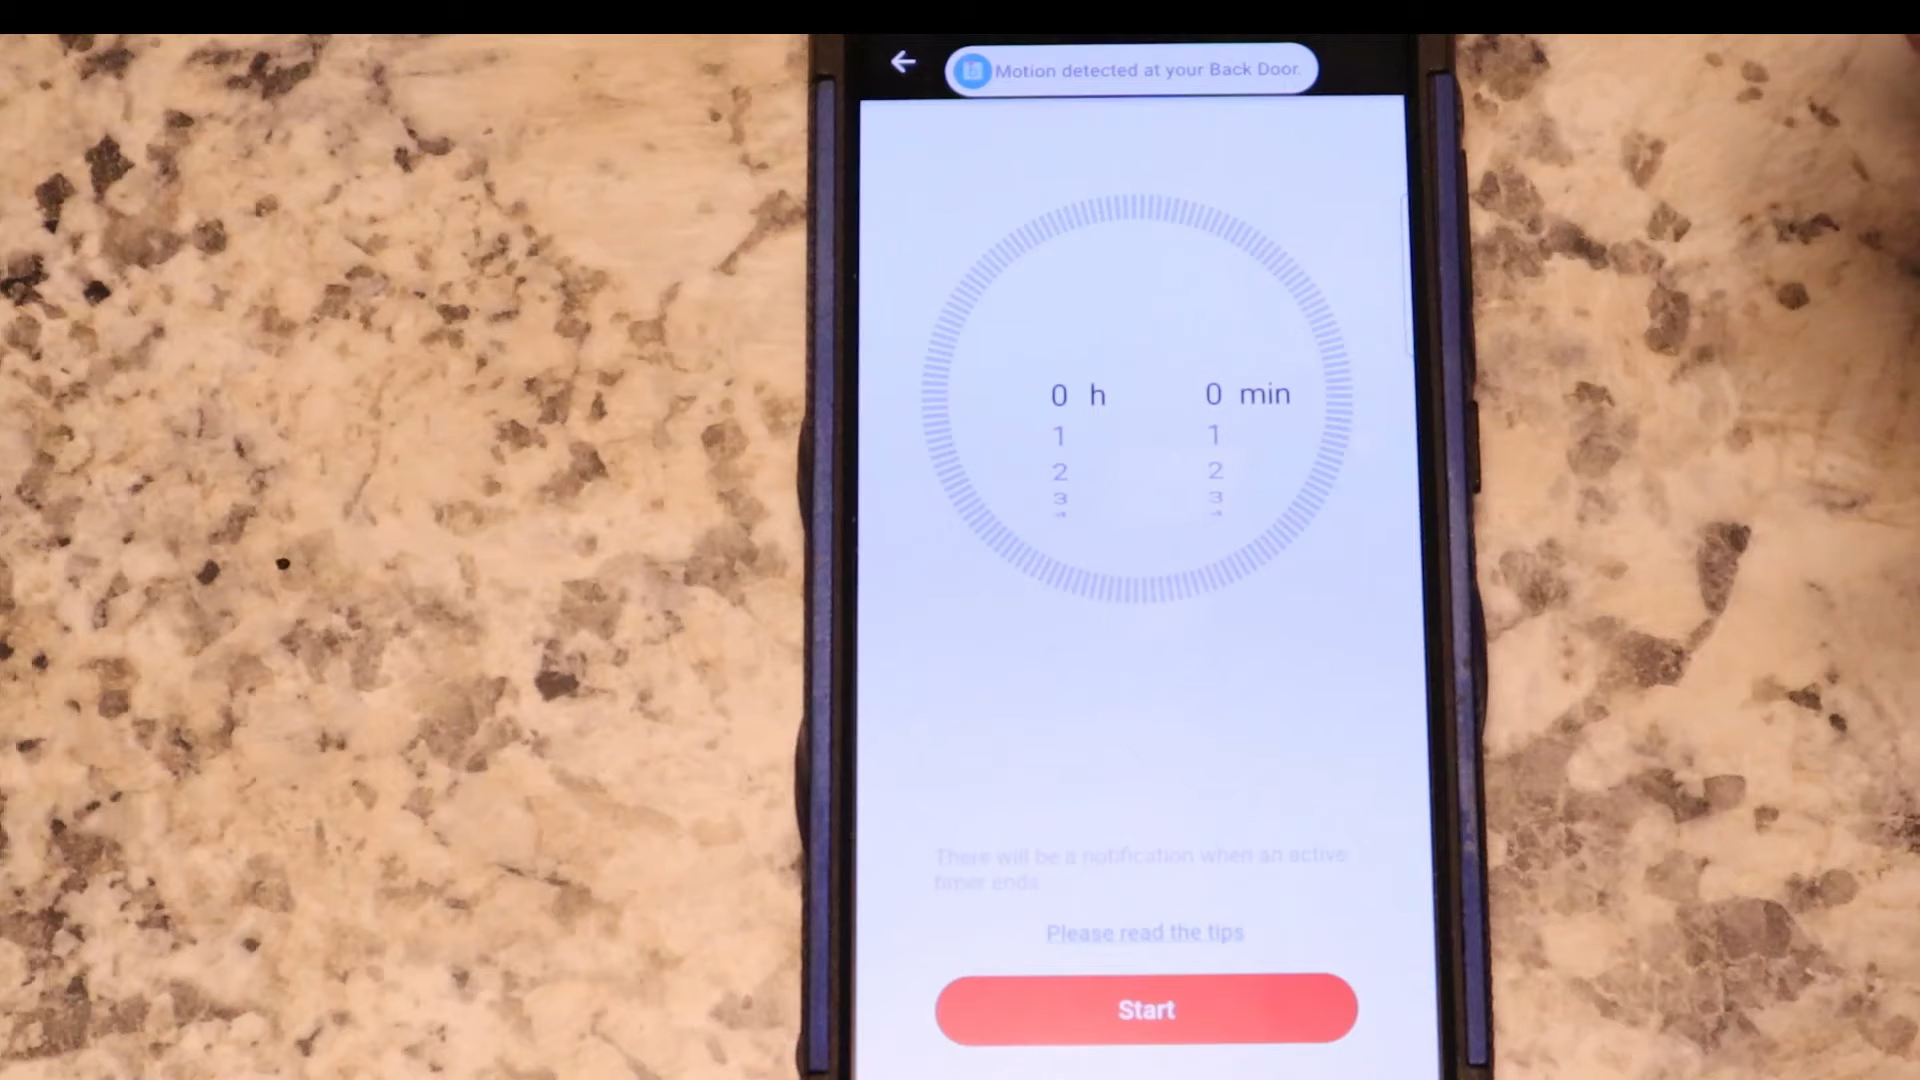 Motion detected at your Back Door.
0 h 0 min
1 1
2 2
3 3
There will be a notification when an active
timer ends
Please read the tips
Start